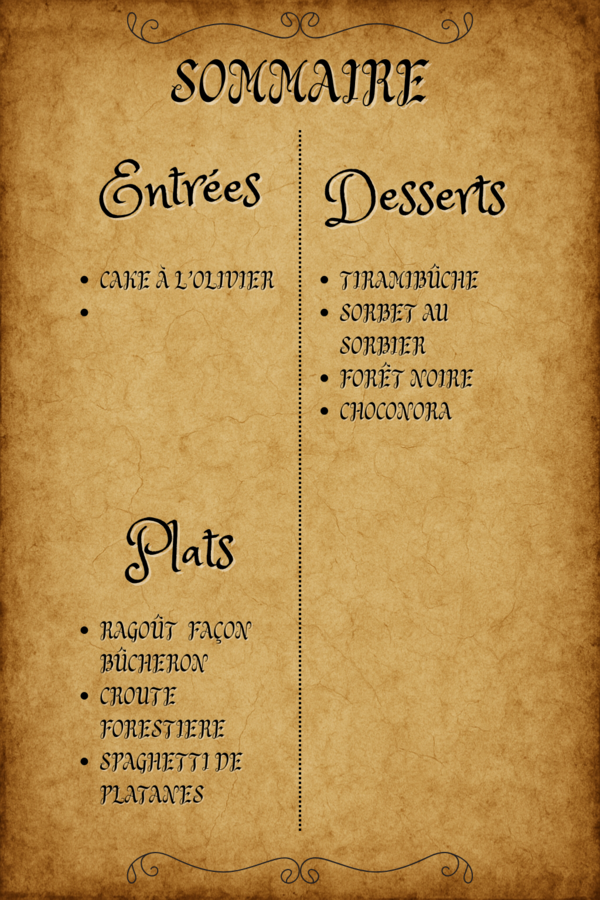 SOMMAIRE
Entrées
• CAKE À L'OLIVIER
•
Plats
• RAGOÛT FAÇON
BÛCHERON
• CROUTE
FORESTIERE
• SPAGHETTI DE
PLATANES
Desserts
• TIRAMIBÛCHE
• SORBET AU
SORBIER
• FORÊT NOIRE
• CHOCONORA